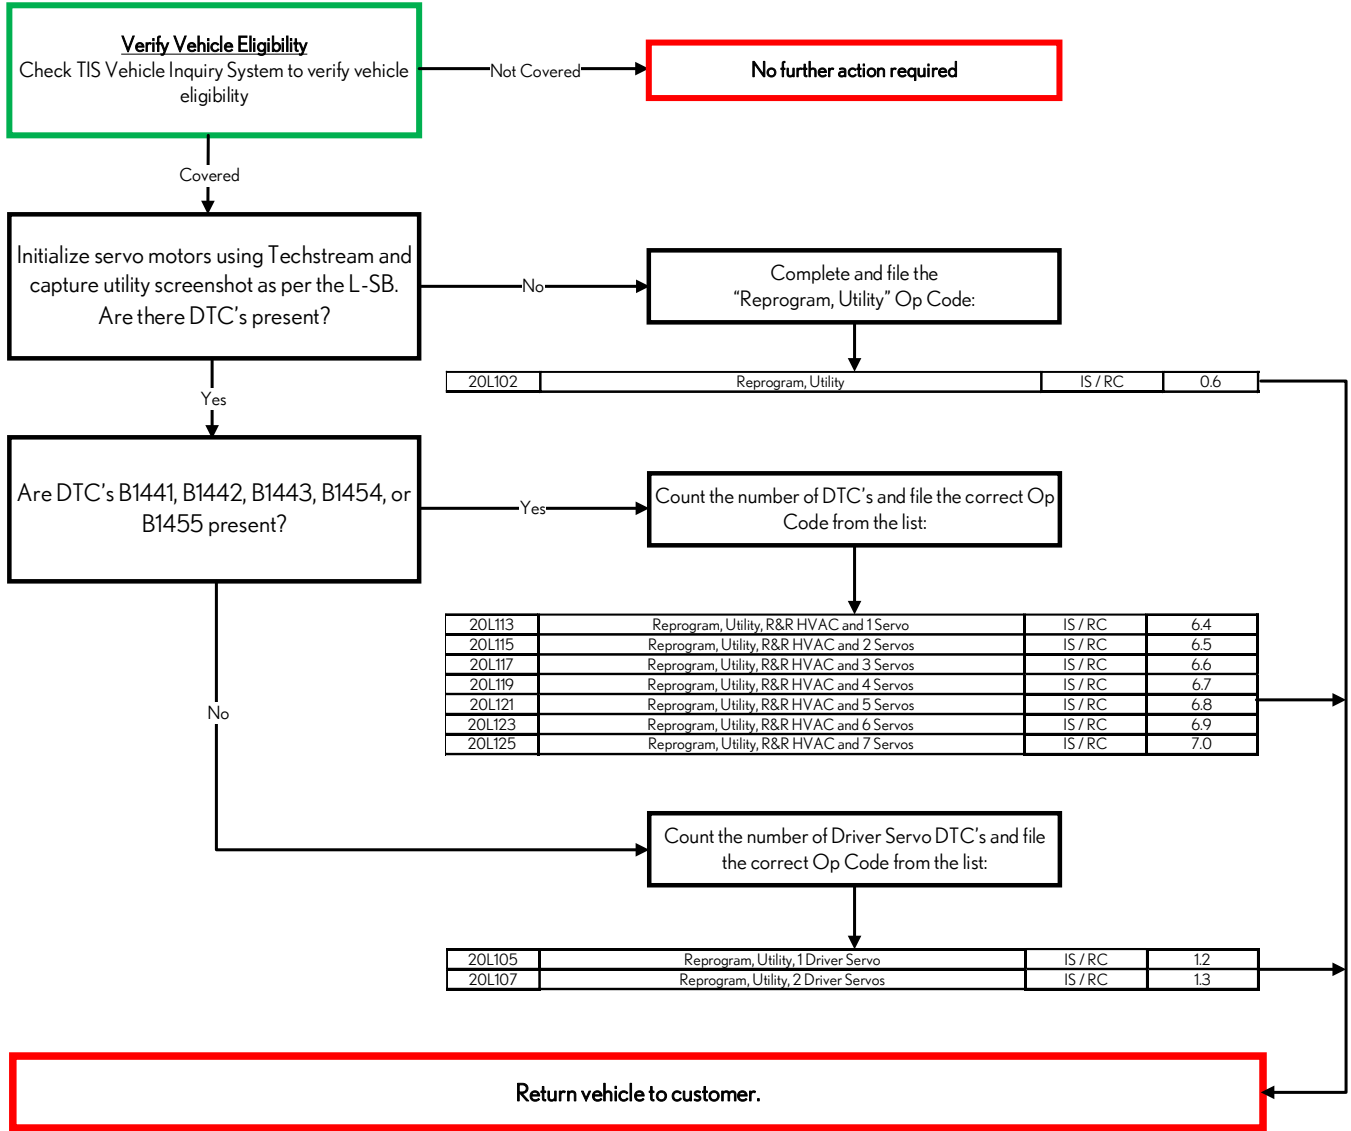 Verify Vehicle Eligibility
Check TIS Vehicle Inquiry System to verify vehicle
eligibility
Not Covered
No further action required
Covered
Initialize servo motors using Techstream and
capture utility screenshot as per the L-SB.
Are there DTC's present?
No
Complete and file the
“Reprogram, Utility” Op Code:
20L102 Reprogram, Utility IS / RC 0.6
Yes
Are DTC's B1441, B1442, B1443, B1454, or
B1455 present?
Yes
Count the number of DTC's and file the correct Op
Code from the list:
20L113 Reprogram, Utility, R&R HVAC and 1 Servo IS / RC 6.4
20L115 Reprogram, Utility, R&R HVAC and 2 Servos IS / RC 6.5
20L117 Reprogram, Utility, R&R HVAC and 3 Servos IS / RC 6.6
20L119 Reprogram, Utility, R&R HVAC and 4 Servos IS / RC 6.7
20L121 Reprogram, Utility, R&R HVAC and 5 Servos IS / RC 6.8
20L123 Reprogram, Utility, R&R HVAC and 6 Servos IS / RC 6.9
20L125 Reprogram, Utility, R&R HVAC and 7 Servos IS / RC 7.0
No
Count the number of Driver Servo DTC's and file
the correct Op Code from the list:
20L105 Reprogram, Utility, 1 Driver Servo IS / RC 1.2
20L107 Reprogram, Utility, 2 Driver Servos IS / RC 1.3
Return vehicle to customer.